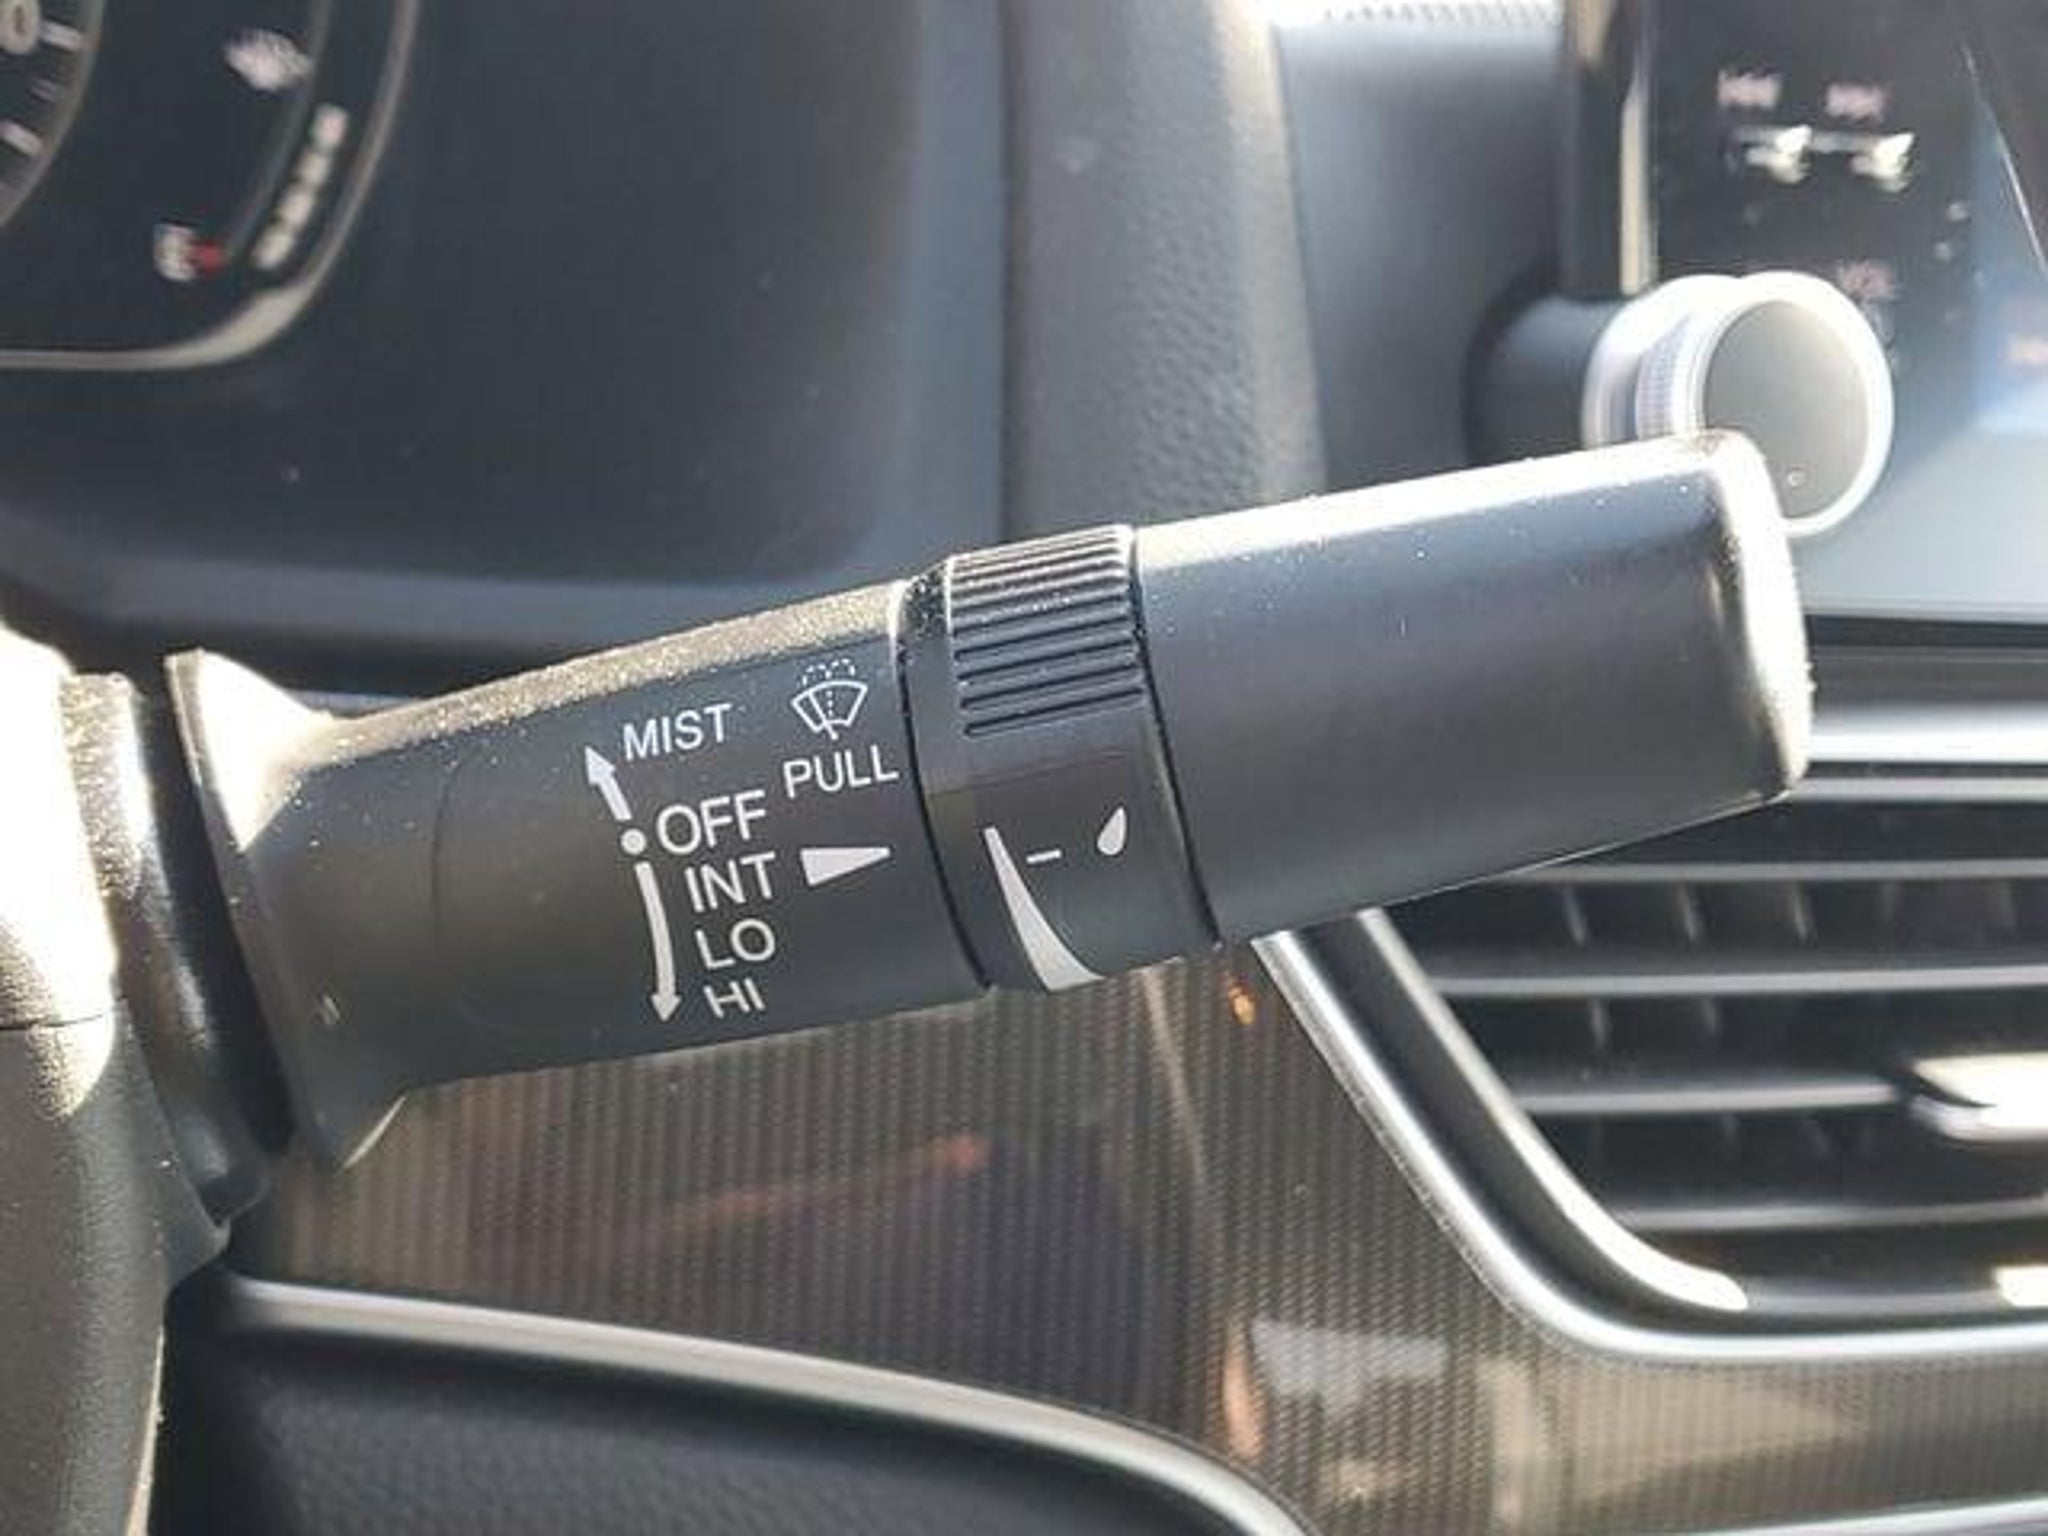 MIST
PULL
OFF
INT
LO
HI